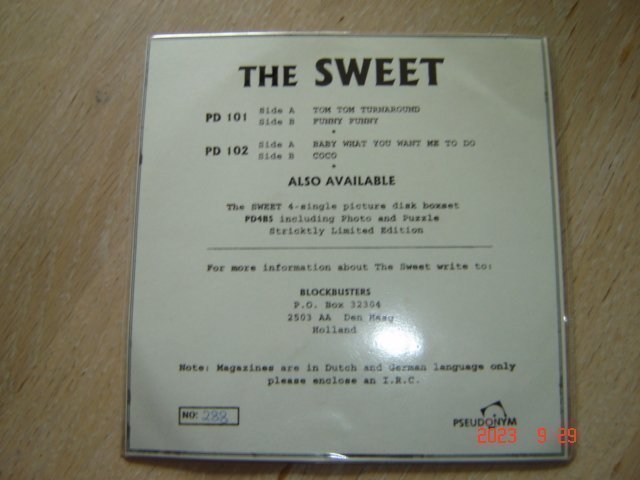 THE SWEET
PD 101 Side A TOM TOM TURNAROUND
Side B FUNNY FUNNY
*
PD 102 Side A BABY WHAT YOU WANT ME TO DO
Side B COCO
*
ALSO AVAILABLE
The SWEET 4-single picture disk boxset
PD4BS including Photo and Puzzle
Stricktly Limited Edition
For more information about The Sweet write to:
BLOCKBUSTERS
P.O. Box 32304
2503 AA Den Haag
Holland
Note: Magazines are in Dutch and German language only
please enclose an I.R.C.
NO: 288
PSEUDONYM
2023 9 29